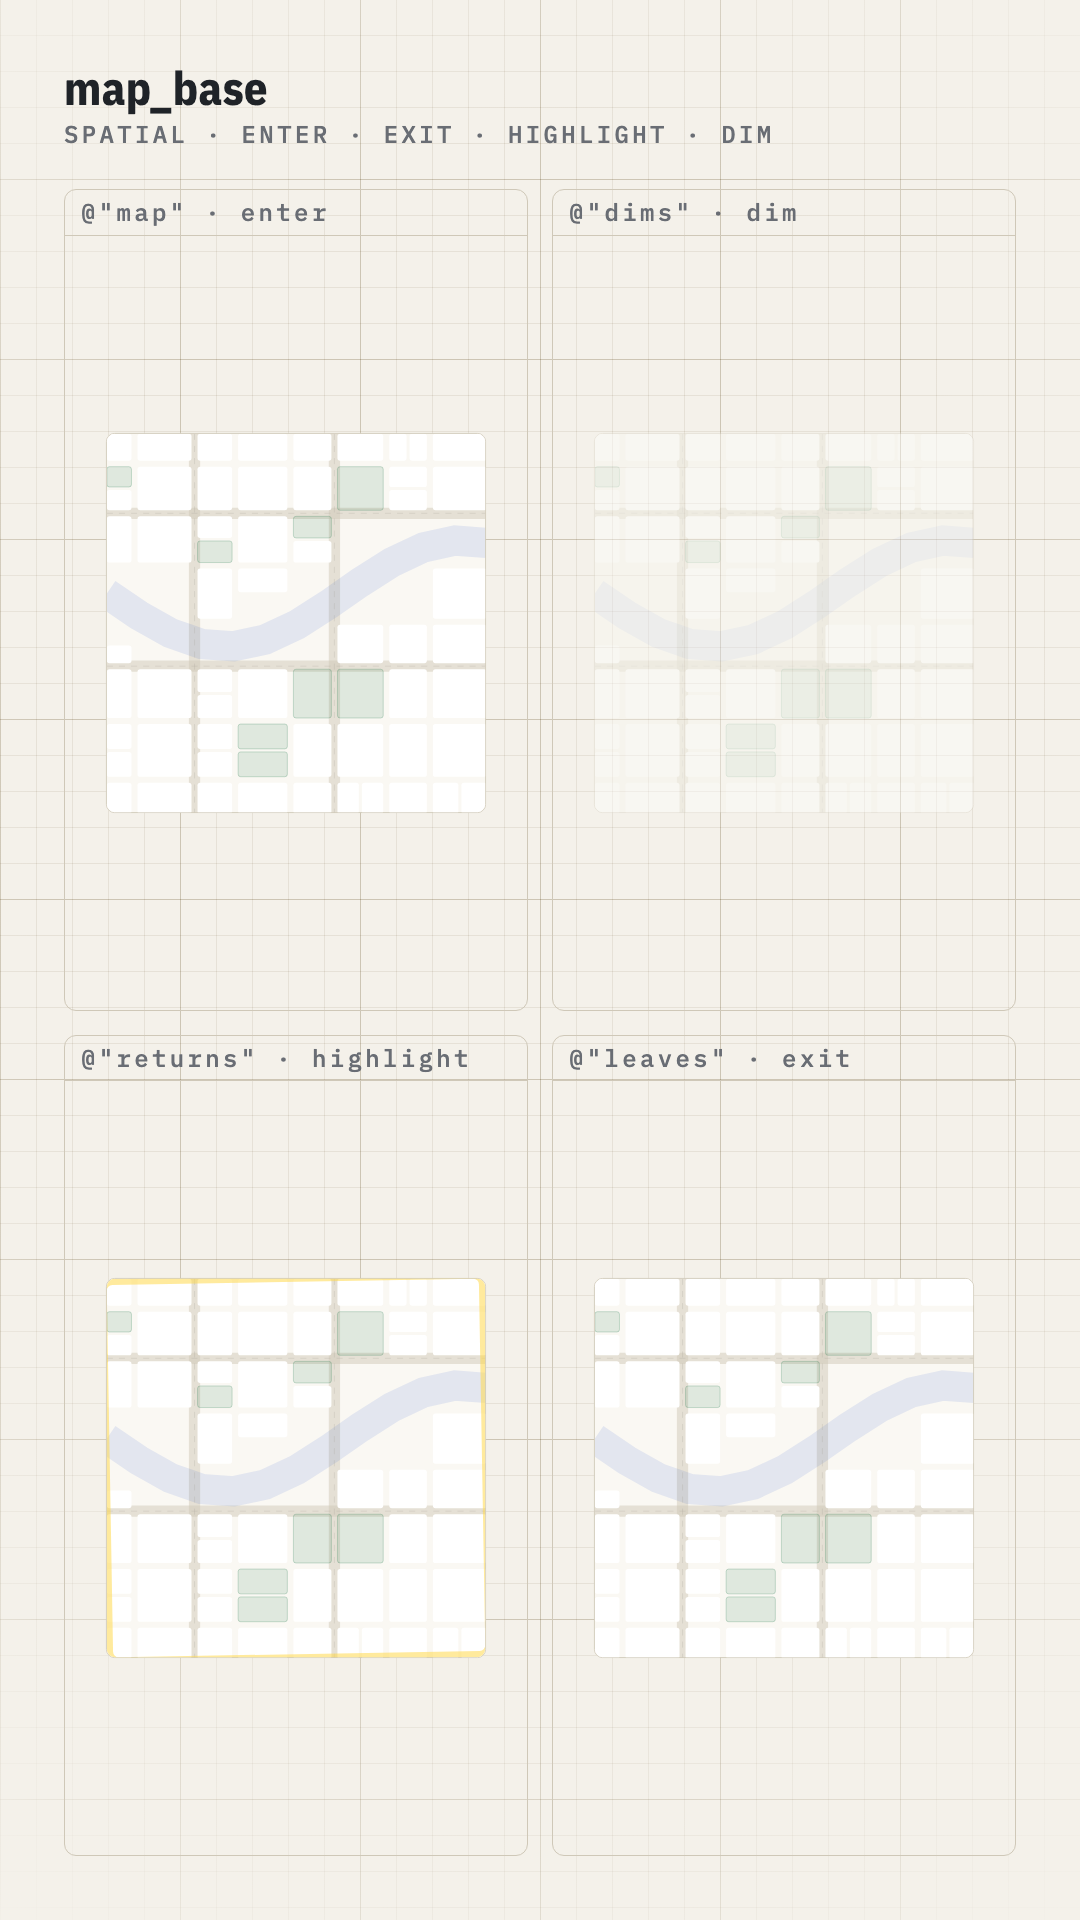 map_base
SPATIAL · ENTER · EXIT · HIGHLIGHT · DIM
@"map" · enter
@"dims" · dim
@"returns" · highlight
@"leaves" · exit